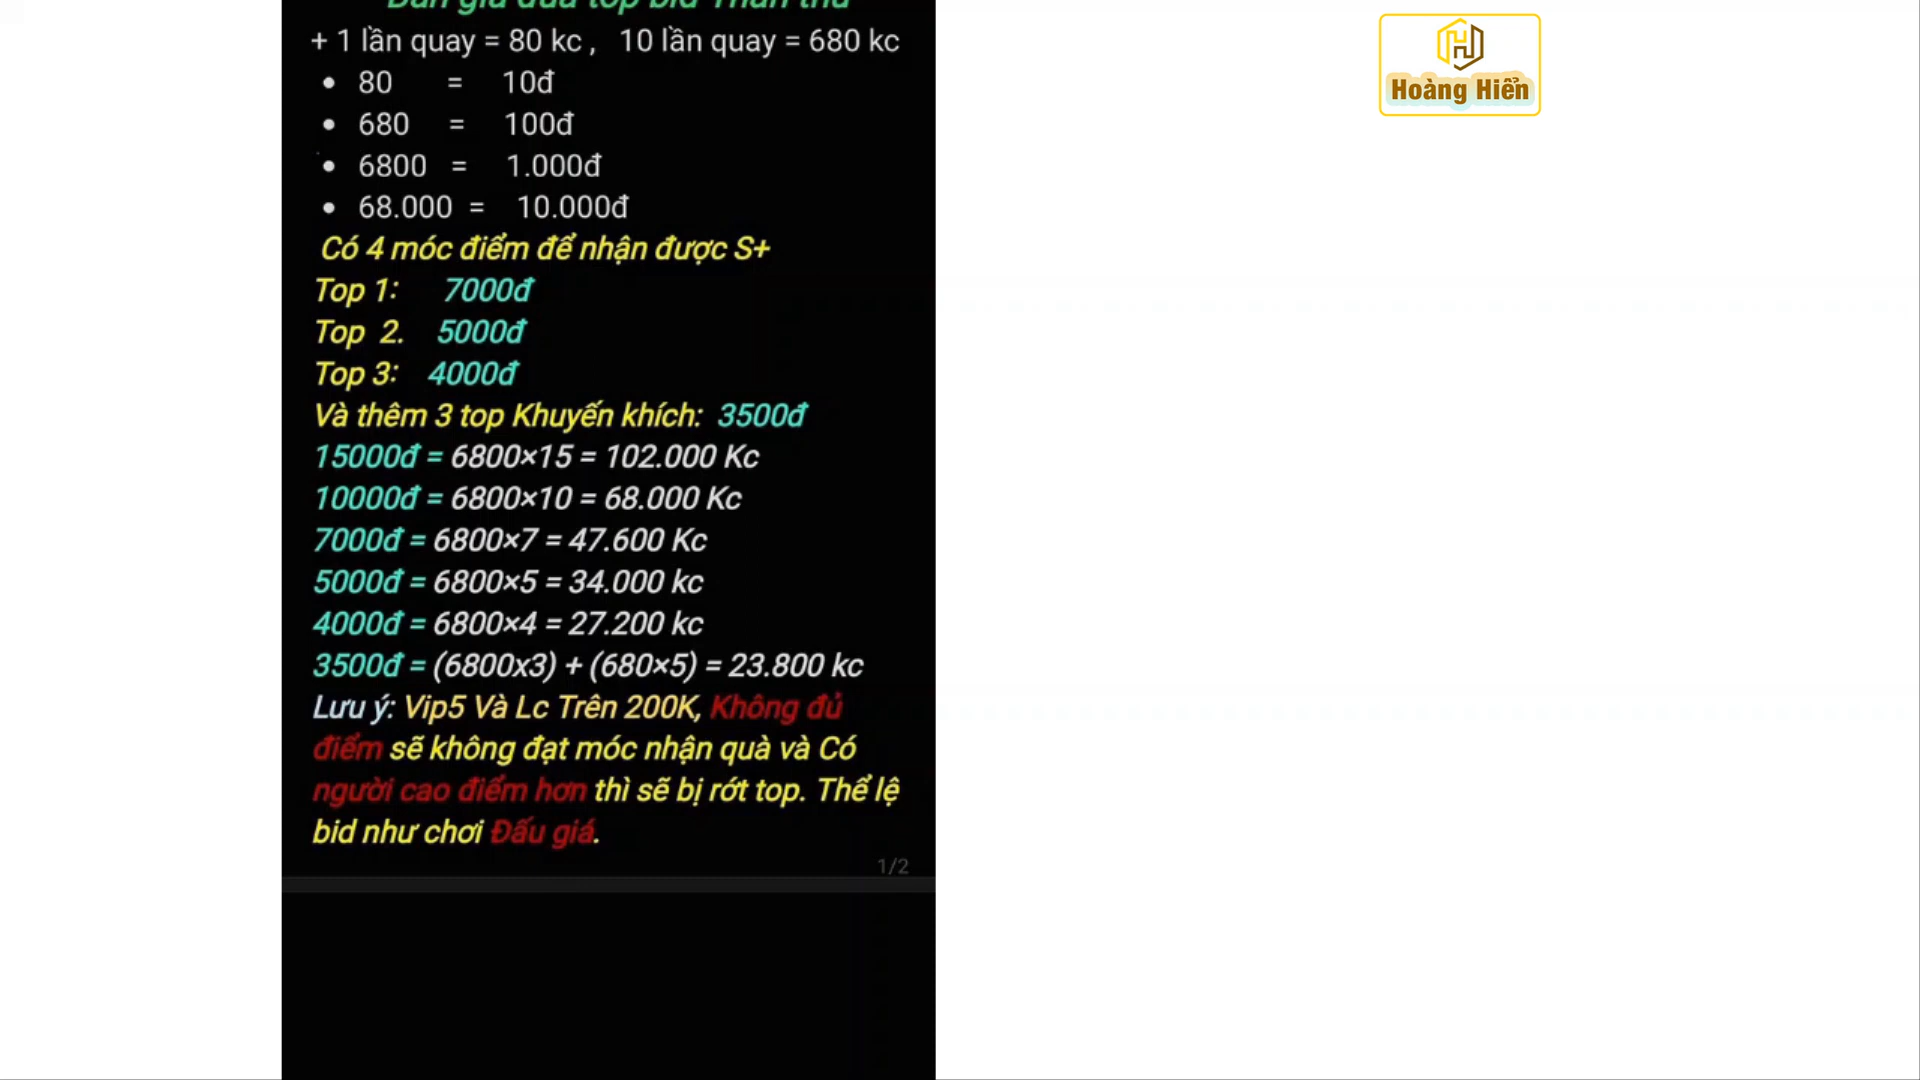 + 1 lần quay = 80 kc ,   10 lần quay = 680 kc
• 80 = 10đ
• 680 = 100đ
• 6800 = 1.000đ
• 68.000 = 10.000đ
Có 4 móc điểm để nhận được S+
Top 1: 7000đ
Top 2. 5000đ
Top 3: 4000đ
Và thêm 3 top Khuyến khích: 3500đ
15000đ = 6800×15 = 102.000 Kc
10000đ = 6800×10 = 68.000 Kc
7000đ = 6800×7 = 47.600 Kc
5000đ = 6800×5 = 34.000 kc
4000đ = 6800×4 = 27.200 kc
3500đ = (6800x3) + (680×5) = 23.800 kc
Lưu ý: Vip5 Và Lc Trên 200K, Không đủ
điểm sẽ không đạt móc nhận quà và Có
người cao điểm hơn thì sẽ bị rớt top. Thể lệ
bid như chơi Đấu giá.
1/2
Hoàng Hiển